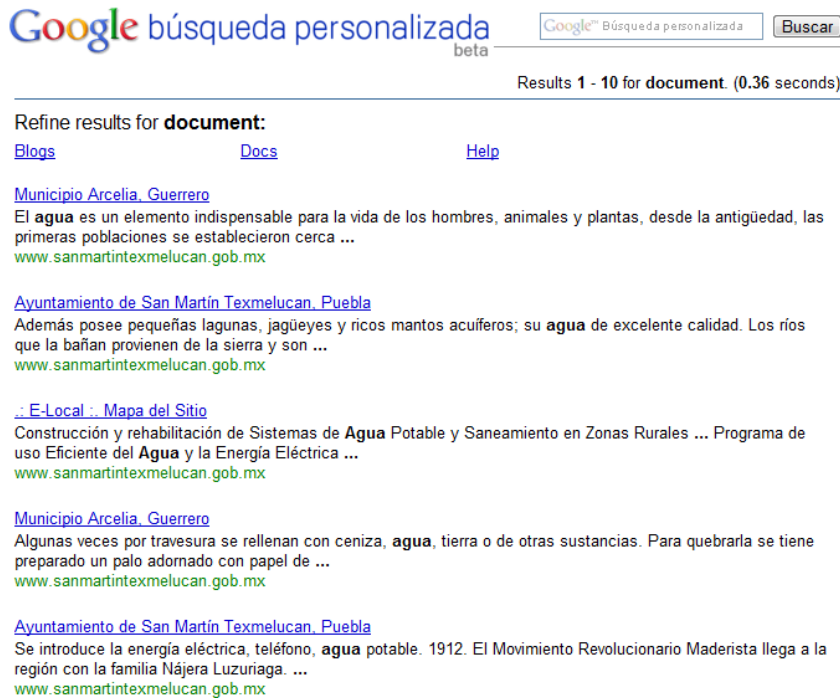 Google búsqueda personalizada
beta
Google™ Búsqueda personalizada
Buscar
Results 1 - 10 for document. (0.36 seconds)
Refine results for document:
Blogs Docs Help
Municipio Arcelia, Guerrero
El agua es un elemento indispensable para la vida de los hombres, animales y plantas, desde la antigüedad, las
primeras poblaciones se establecieron cerca ...
www.sanmartintexmelucan.gob.mx
Ayuntamiento de San Martín Texmelucan, Puebla
Además posee pequeñas lagunas, jagüeyes y ricos mantos acuíferos; su agua de excelente calidad. Los ríos
que la bañan provienen de la sierra y son ...
www.sanmartintexmelucan.gob.mx
.: E-Local :. Mapa del Sitio
Construcción y rehabilitación de Sistemas de Agua Potable y Saneamiento en Zonas Rurales ... Programa de
uso Eficiente del Agua y la Energía Eléctrica ...
www.sanmartintexmelucan.gob.mx
Municipio Arcelia, Guerrero
Algunas veces por travesura se rellenan con ceniza, agua, tierra o de otras sustancias. Para quebrarla se tiene
preparado un palo adornado con papel de ...
www.sanmartintexmelucan.gob.mx
Ayuntamiento de San Martín Texmelucan, Puebla
Se introduce la energía eléctrica, teléfono, agua potable. 1912. El Movimiento Revolucionario Maderista llega a la
región con la familia Nájera Luzuriaga. ...
www.sanmartintexmelucan.gob.mx